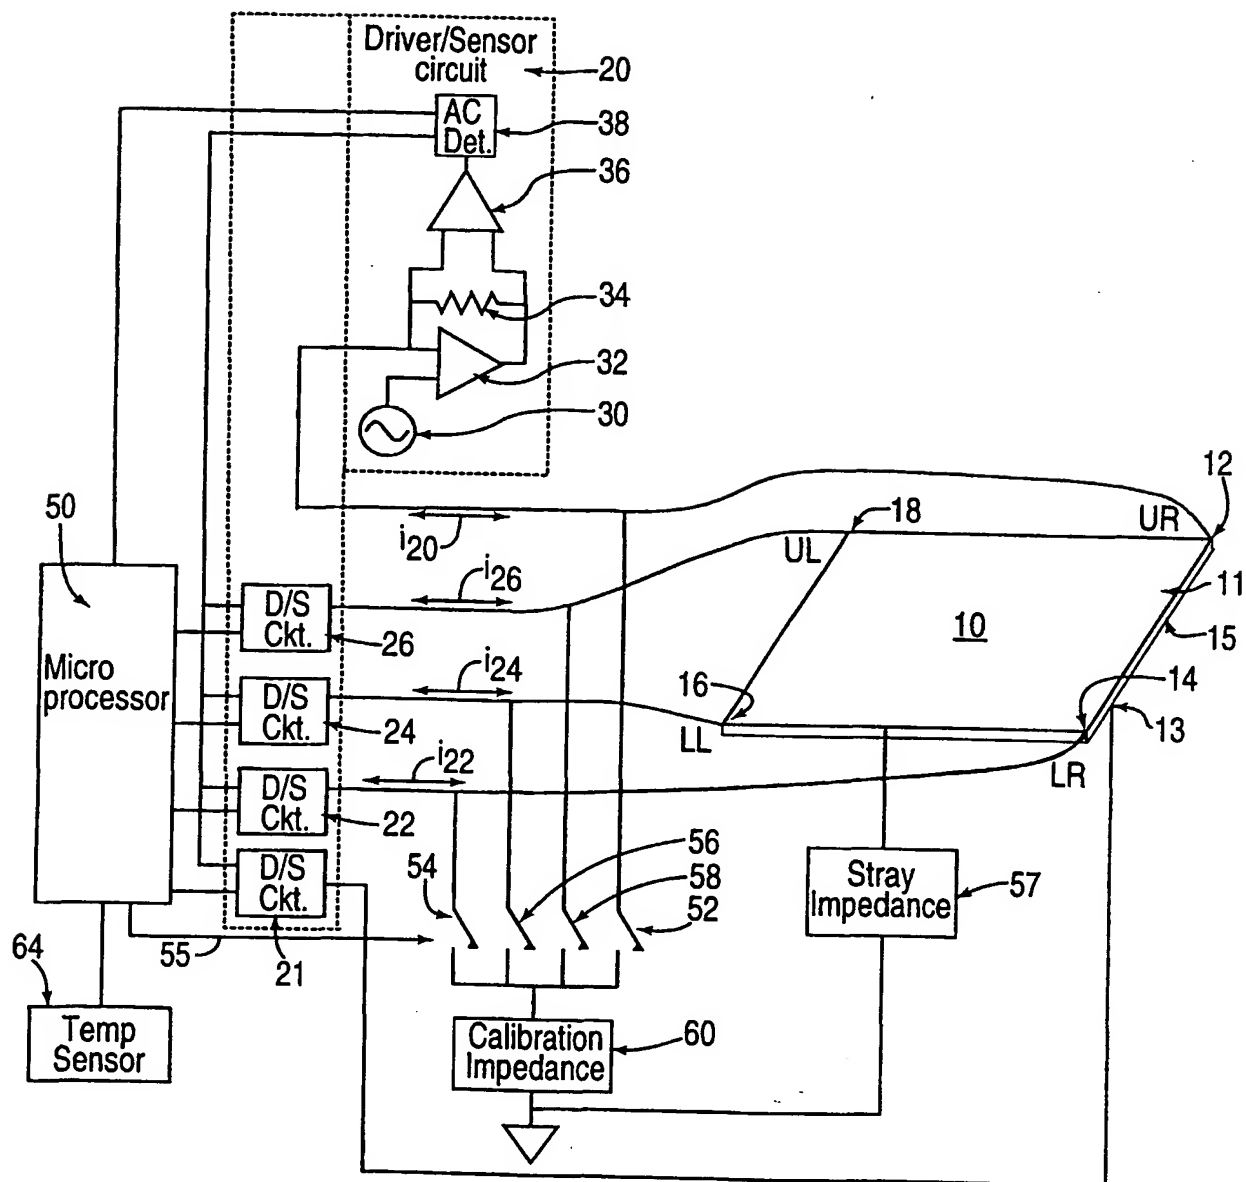 Driver/Sensor
circuit
20
AC
Det.
38
36
34
32
30
50
12
UR
18
UL
i20
i26
11
10
15
D/S
Ckt.
26
Micro
processor
i24
16
14
D/S
Ckt.
24
LL
13
i22
LR
D/S
Ckt.
22
56
58
54
52
D/S
Ckt.
Stray
Impedance
57
64
55
21
Temp
Sensor
Calibration
Impedance
60